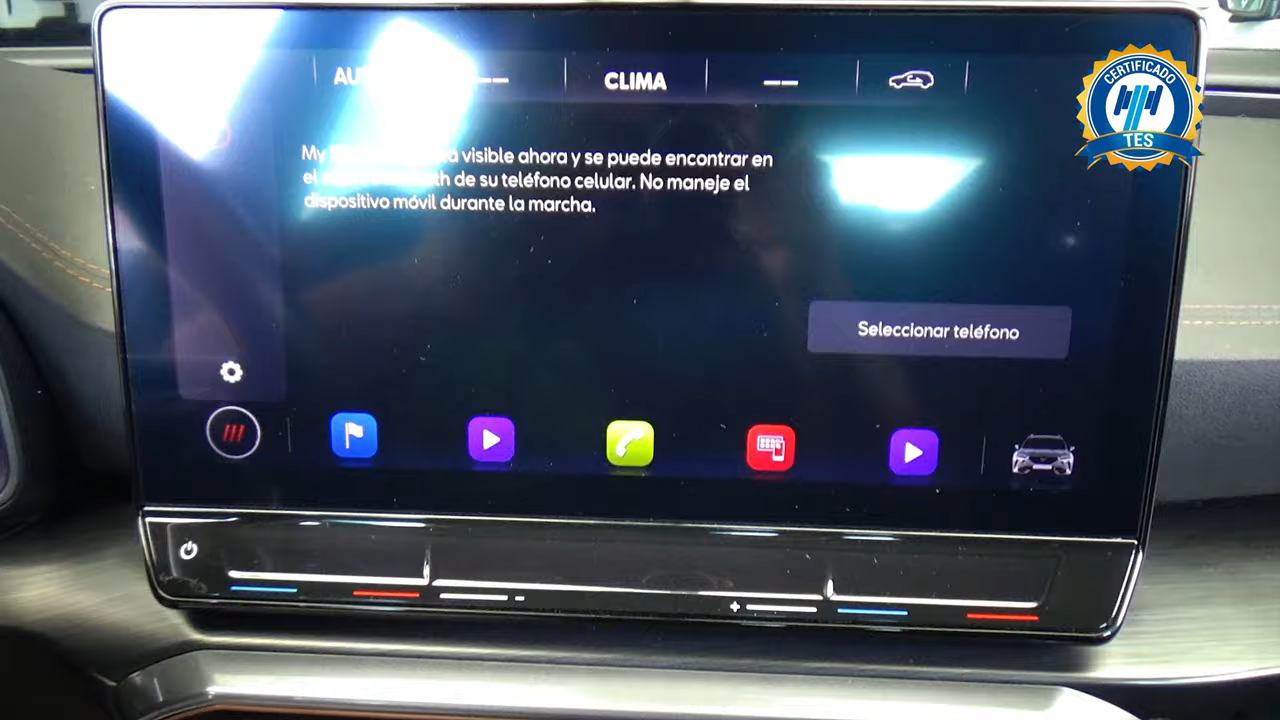 CLIMA
CERTIFICADO
TES
My visible ahora y se puede encontrar en
el de su teléfono celular. No maneje el
dispositivo móvil durante la marcha.
Seleccionar teléfono